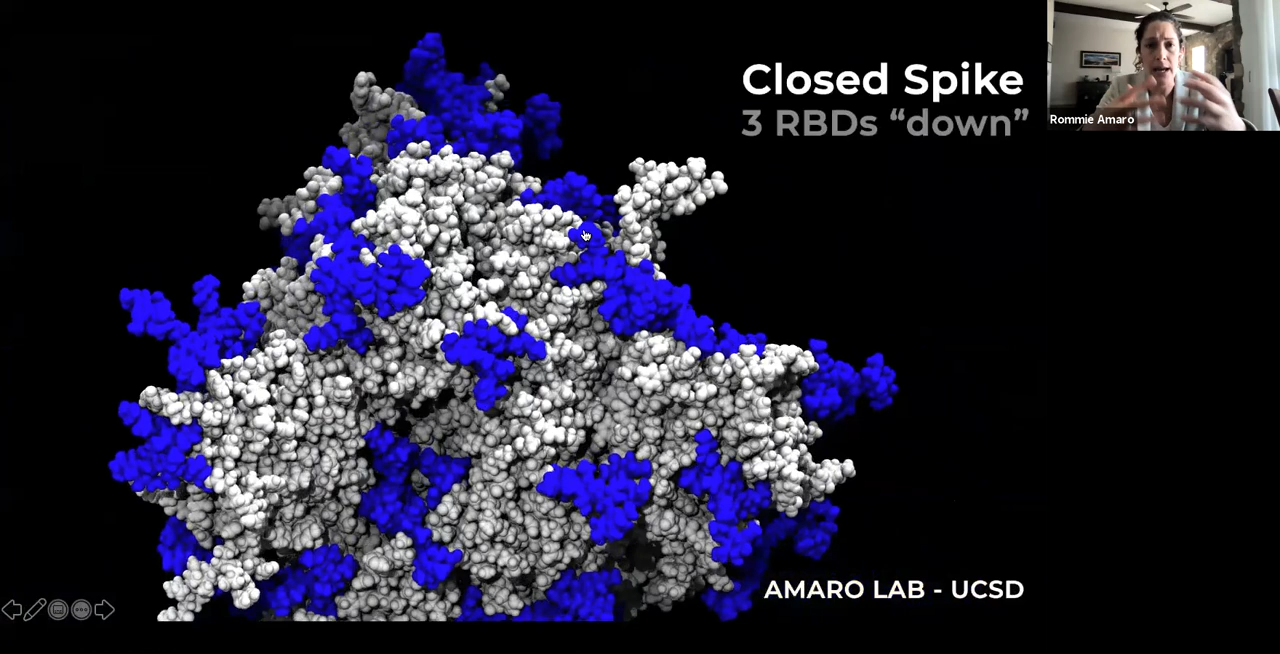 Closed Spike
3 RBDs “down”
Rommie Amaro
AMARO LAB - UCSD